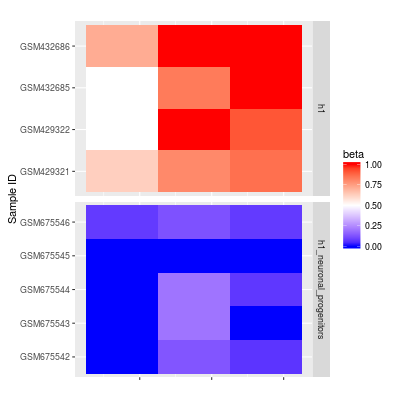 GSM432686
GSM432685
GSM429322
GSM429321
h1
GSM675546
GSM675545
GSM675544
GSM675543
GSM675542
h1_neuronal_progenitors
Sample ID
beta
1.00
0.75
0.50
0.25
0.00